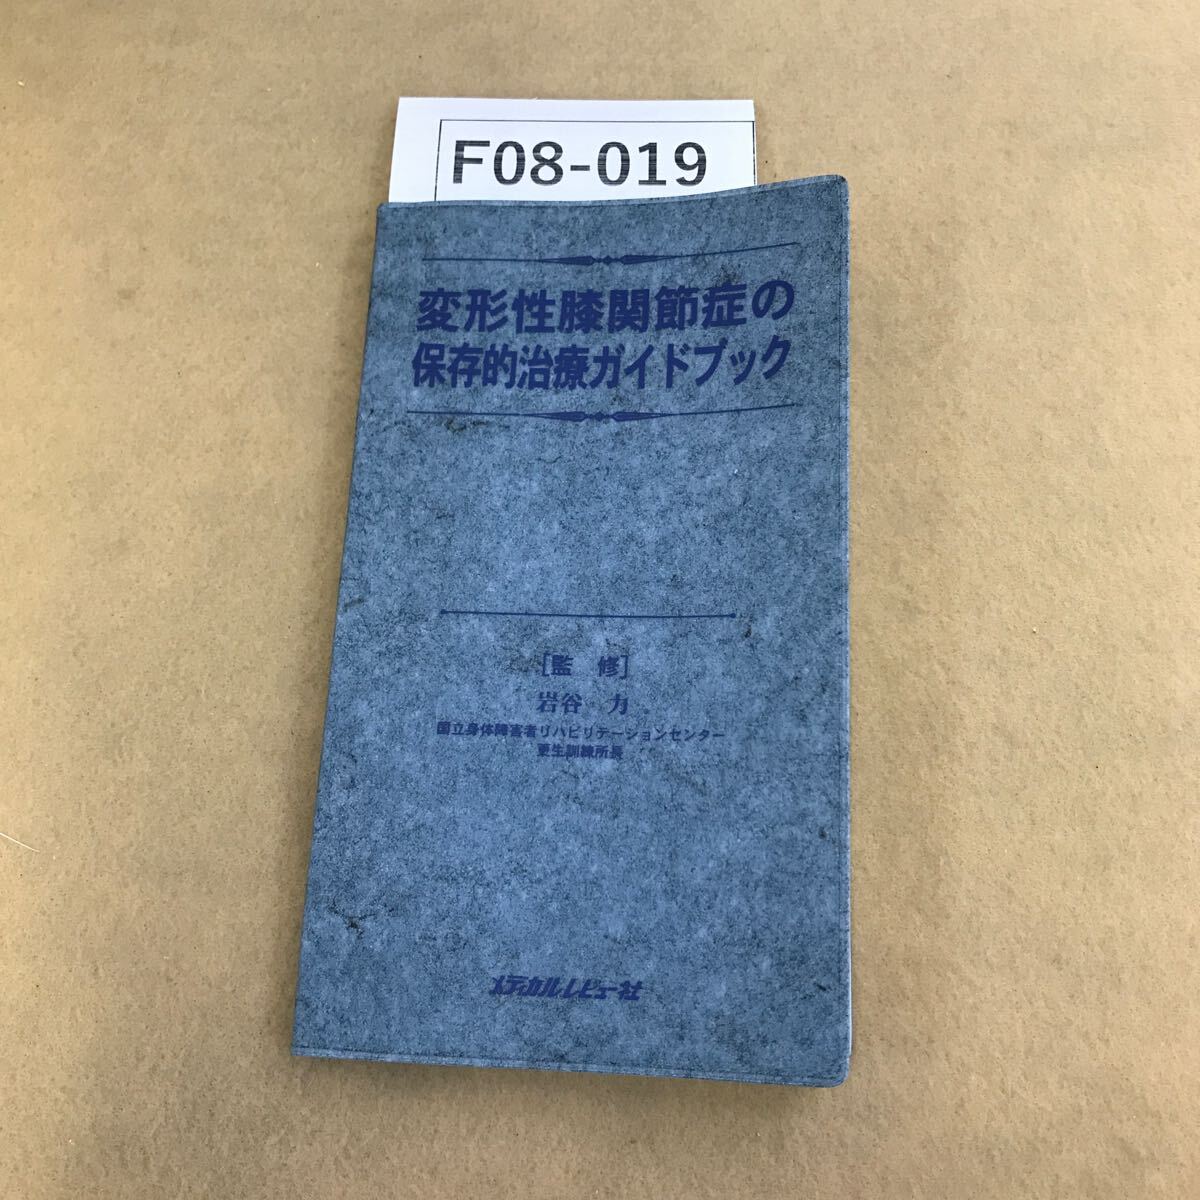 F08-019
変形性膝関節症の
保存的治療ガイドブック
[監 修]
岩谷 力
国立身体障害者リハビリテーションセンター
更生訓練所長
メディカルレビュー社